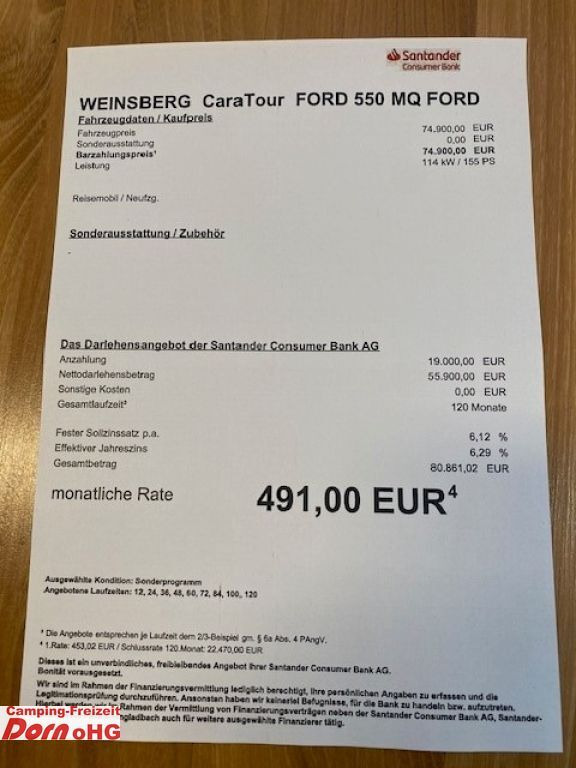 Santander
Consumer Bank
WEINSBERG CaraTour FORD 550 MQ FORD
Fahrzeugdaten / Kaufpreis
Fahrzeugpreis 74.900,00 EUR
Sonderausstattung 0,00 EUR
Barzahlungspreis¹ 74.900,00 EUR
Leistung 114 kW / 155 PS
Reisemobil / Neufzg.
Sonderausstattung / Zubehör
-
Das Darlehensangebot der Santander Consumer Bank AG
Anzahlung 19.000,00 EUR
Nettodarlehensbetrag 55.900,00 EUR
Sonstige Kosten 0,00 EUR
Gesamtlaufzeit² 120 Monate
Fester Sollzinssatz p.a. 6,12 %
Effektiver Jahreszins 6,29 %
Gesamtbetrag 80.861,02 EUR
monatliche Rate 491,00 EUR⁴
Ausgewählte Kondition: Sonderprogramm
Angebotene Laufzeiten: 12, 24, 36, 48, 60, 72, 84, 100, 120
³ Die Angebote entsprechen je Laufzeit dem 2/3-Beispiel gm. § 6a Abs. 4 PAngV.
⁴ 1.Rate: 453,02 EUR / Schlussrate 120.Monat: 22.470,00 EUR
Dieses ist ein unverbindliches, freibleibendes Angebot Ihrer Santander Consumer Bank AG.
Bonität vorausgesetzt.
Wir sind im Rahmen der Finanzierungsvermittlung lediglich berechtigt, Ihre persönlichen Angaben zu erfassen und die
Legitimationsprüfung durchzuführen. Ansonsten haben wir keinerlei Befugnisse, für die Bank zu handeln bzw. aufzutreten.
Hierbei werden wir im Rahmen der Vermittlung von Finanzierungsverträgen neben der Santander Consumer Bank AG, Santander-
gladbach auch für weitere ausgewählte Finanzierer tätig.
Camping-Freizeit
Dorn oHG